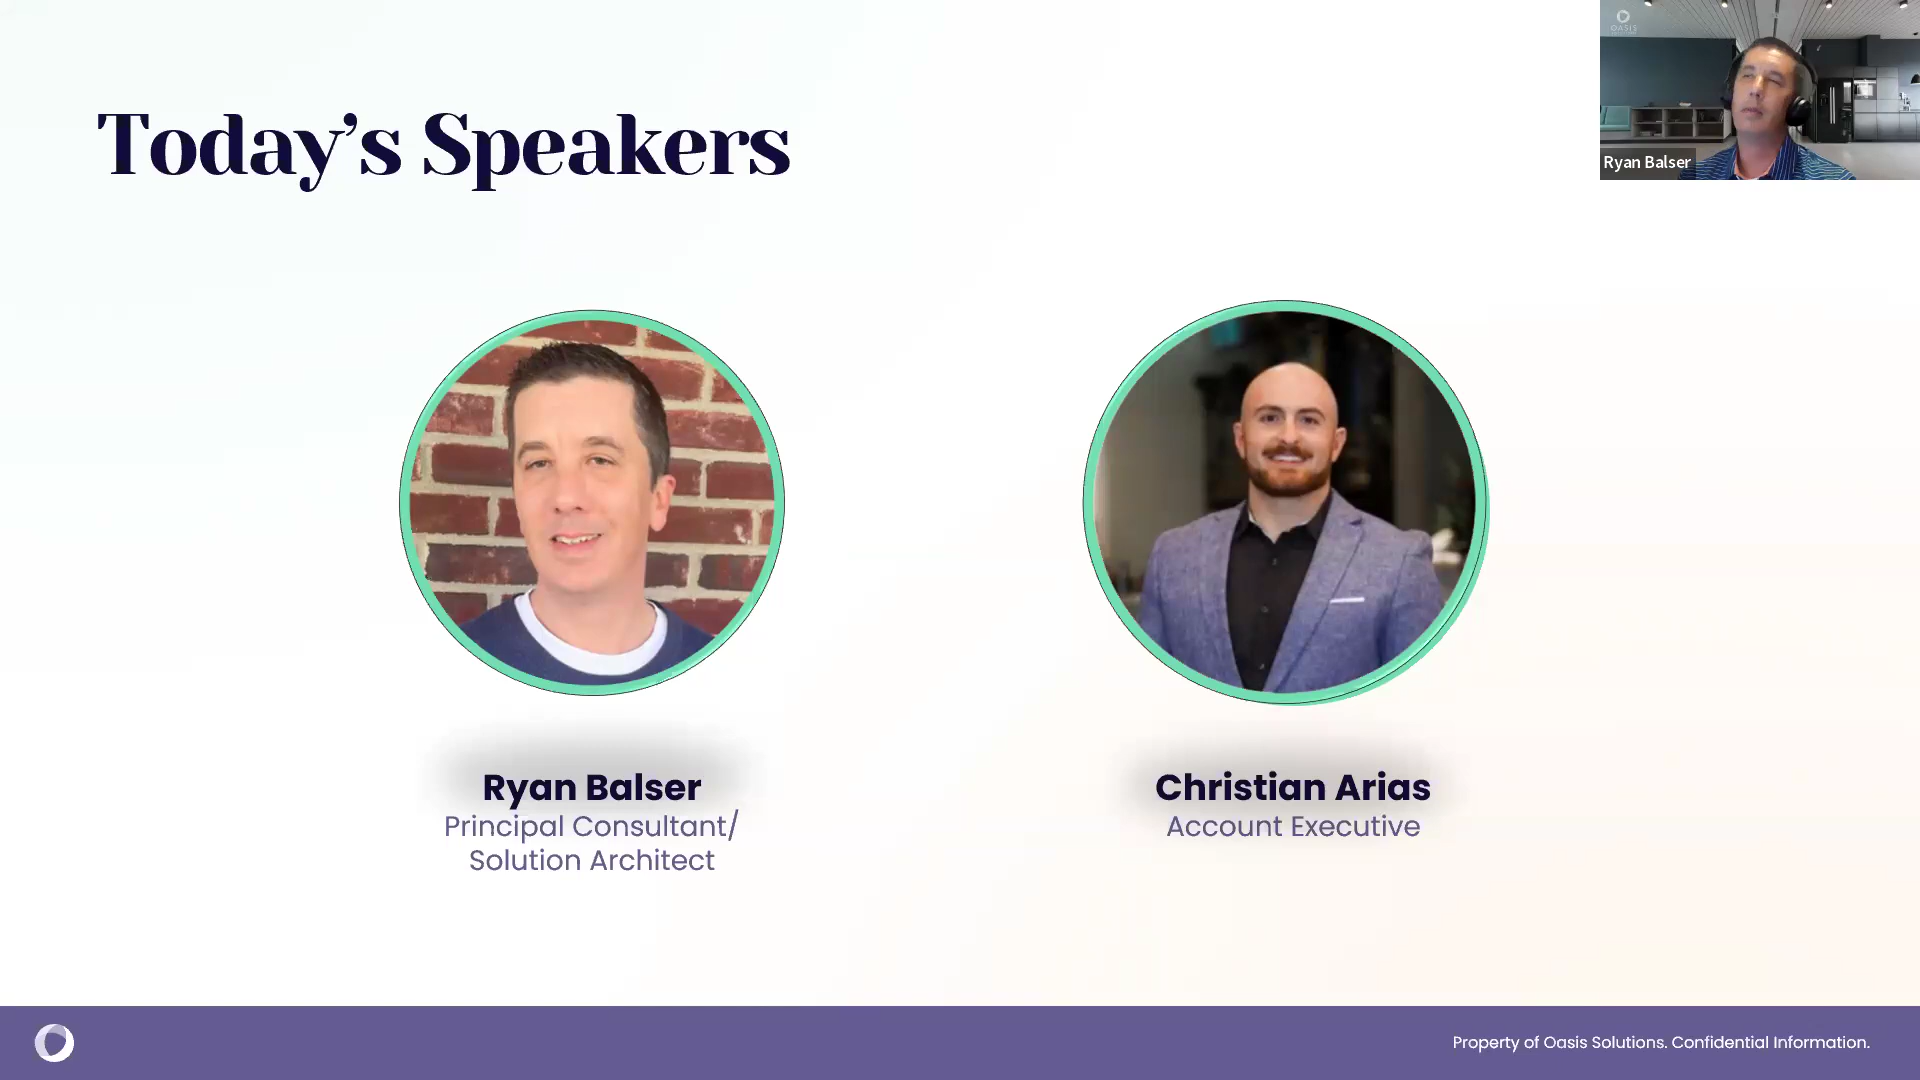 Today's Speakers
OASIS
Ryan Balser
Ryan Balser
Principal Consultant/
Solution Architect
Christian Arias
Account Executive
Property of Oasis Solutions. Confidential Information.